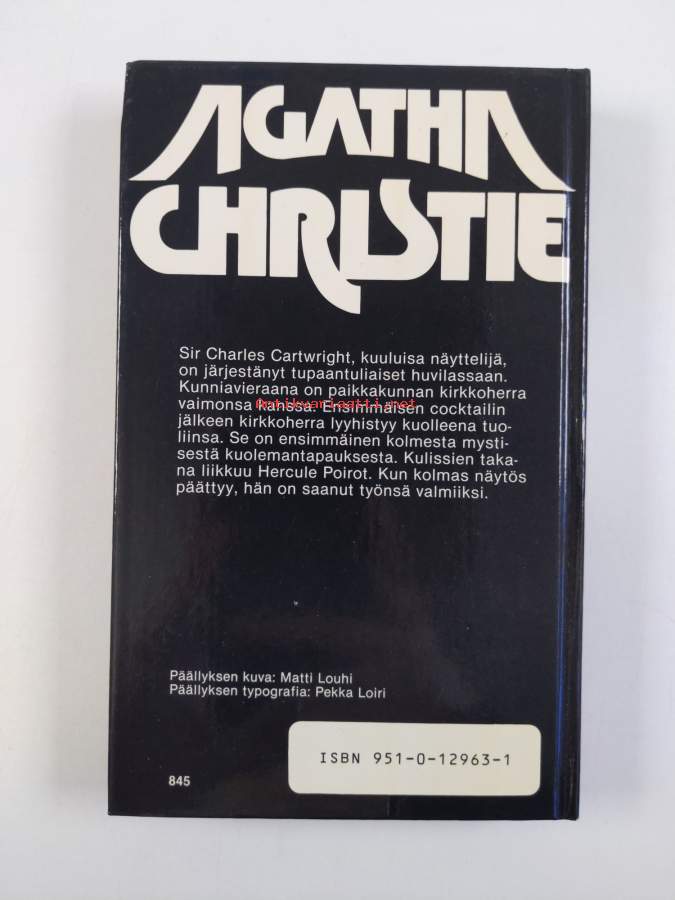 AGATHA
CHRISTIE
Sir Charles Cartwright, kuuluisa näyttelijä,
on järjestänyt tupaantuliaiset huvilassaan.
Kunniavieraana on paikkakunnan kirkkoherra
vaimonsa kanssa. Ensimmäisen cocktailin
antikvariaatti.net
jälkeen kirkkoherra lyyhistyy kuolleena tuo-
liinsa. Se on ensimmäinen kolmesta mysti-
sestä kuolemantapauksesta. Kulissien taka-
na liikkuu Hercule Poirot. Kun kolmas näytös
päättyy, hän on saanut työnsä valmiiksi.
Päällyksen kuva: Matti Louhi
Päällyksen typografia: Pekka Loiri
ISBN 951-0-12963-1
845